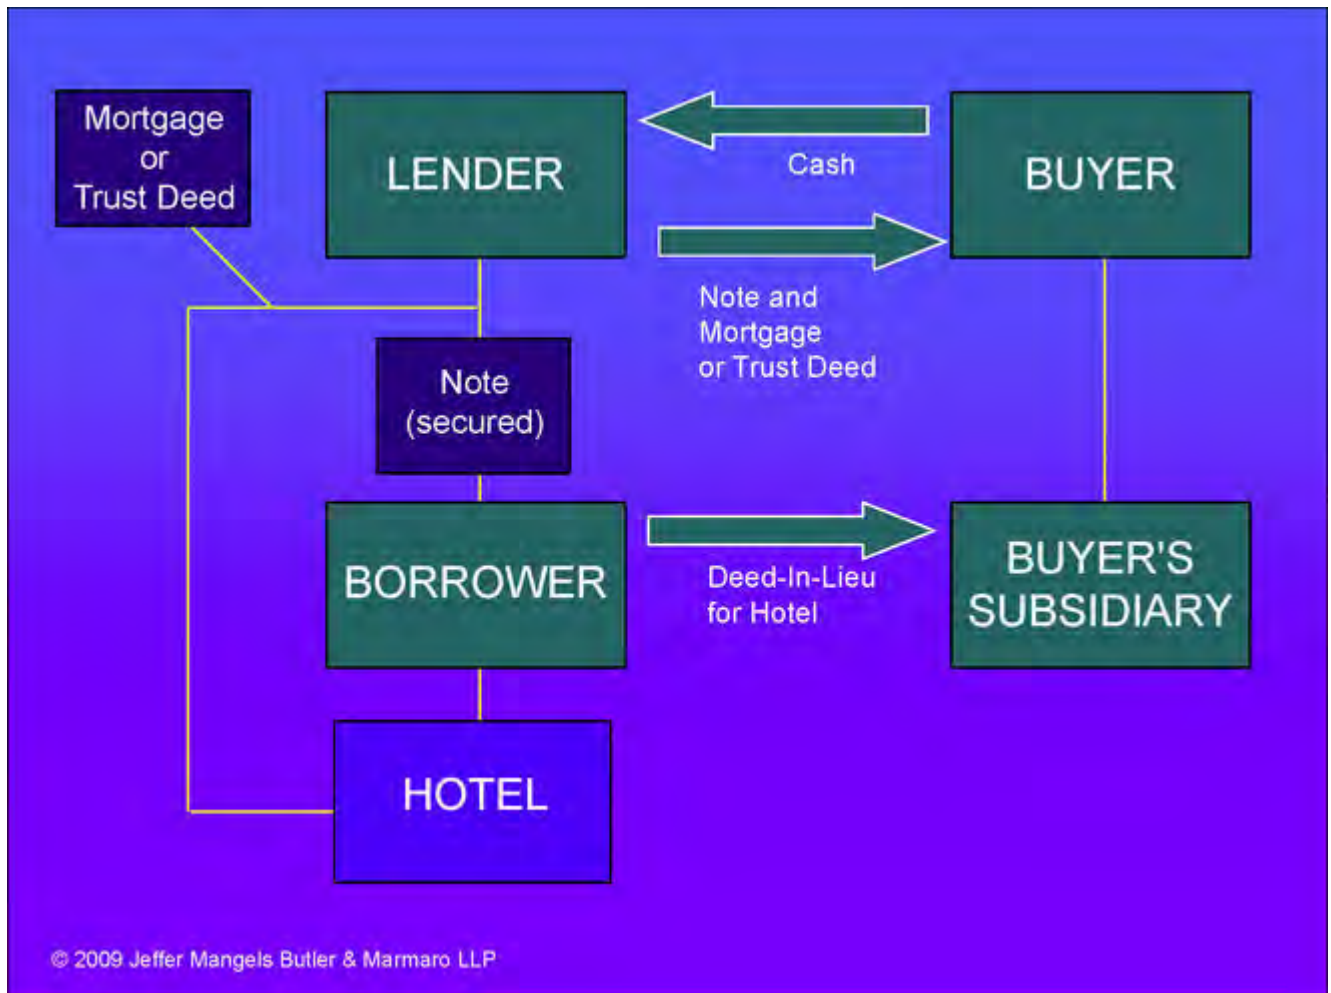 Mortgage
or
Trust Deed
LENDER
Cash
BUYER
Note and
Mortgage
or Trust Deed
Note
(secured)
BORROWER
Deed-In-Lieu
for Hotel
BUYER'S
SUBSIDIARY
HOTEL
© 2009 Jeffer Mangels Butler & Marmaro LLP